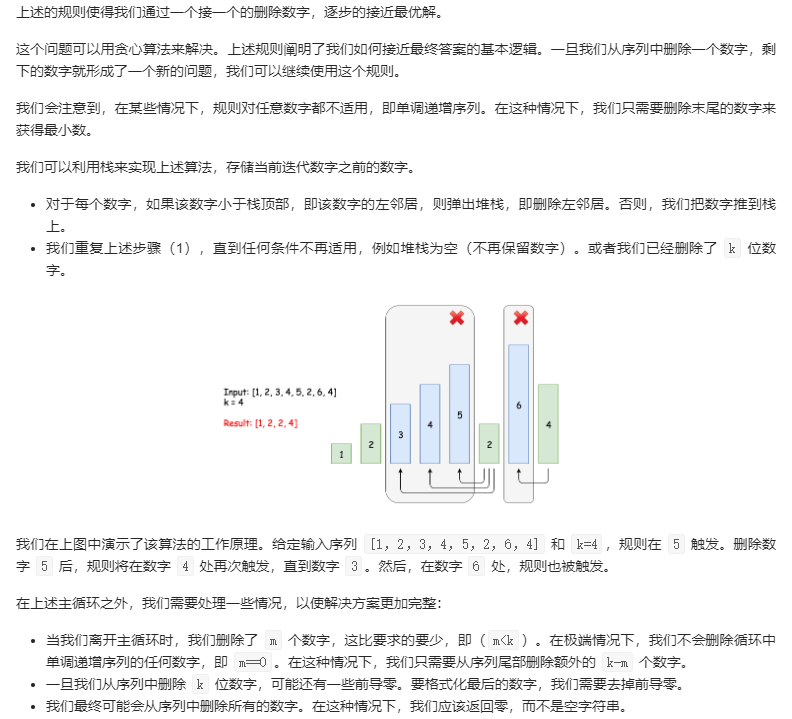 上述的规则使得我们通过一个接一个的删除数字，逐步的接近最优解。
这个问题可以用贪心算法来解决。上述规则阐明了我们如何接近最终答案的基本逻辑。一旦我们从序列中删除一个数字，剩
下的数字就形成了一个新的问题，我们可以继续使用这个规则。
我们会注意到，在某些情况下，规则对任意数字都不适用，即单调递增序列。在这种情况下，我们只需要删除末尾的数字来
获得最小数。
我们可以利用栈来实现上述算法，存储当前迭代数字之前的数字。
• 对于每个数字，如果该数字小于栈顶部，即该数字的左邻居，则弹出堆栈，即删除左邻居。否则，我们把数字推到栈
上。
• 我们重复上述步骤（1），直到任何条件不再适用，例如堆栈为空（不再保留数字）。或者我们已经删除了 k 位数
字。
Input: [1, 2, 3, 4, 5, 2, 6, 4]
k = 4
Result: [1, 2, 2, 4]
1 2 3 4 5 2 6 4
我们在上图中演示了该算法的工作原理。给定输入序列 [1, 2, 3, 4, 5, 2, 6, 4] 和 k=4，规则在 5 触发。删除数
字 5 后，规则将在数字 4 处再次触发，直到数字 3 。然后，在数字 6 处，规则也被触发。
在上述主循环之外，我们需要处理一些情况，以使解决方案更加完整：
• 当我们离开主循环时，我们删除了 m 个数字，这比要求的要少，即（m<k）。在极端情况下，我们不会删除循环中
单调递增序列的任何数字，即 m==0 。在这种情况下，我们只需要从序列尾部删除额外的 k-m 个数字。
• 一旦我们从序列中删除 k 位数字，可能还有一些前导零。要格式化最后的数字，我们需要去掉前导零。
• 我们最终可能会从序列中删除所有的数字。在这种情况下，我们应该返回零，而不是空字符串。